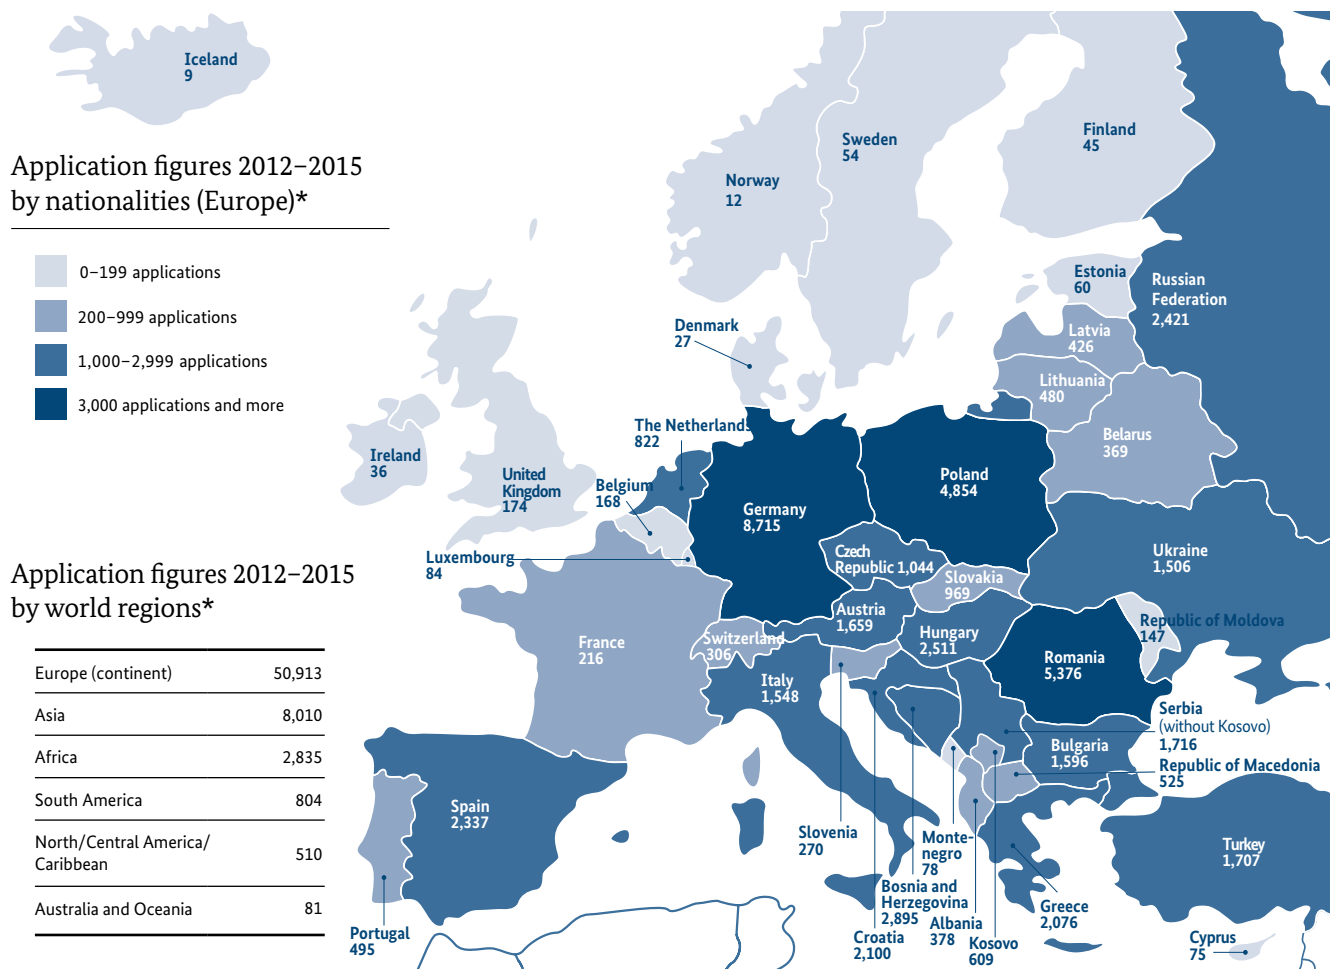 Iceland
9
Application figures 2012–2015
by nationalities (Europe)*
0–199 applications
200–999 applications
1,000–2,999 applications
3,000 applications and more
Sweden
54
Finland
45
Norway
12
Estonia
60
Russian
Federation
2,421
Denmark
27
Latvia
426
Lithuania
480
The Netherlands
822
Belarus
369
Ireland
36
United
Kingdom
174
Belgium
168
Poland
4,854
Germany
8,715
Luxembourg
84
Czech
Republic 1,044
Ukraine
1,506
Slovakia
969
Austria
1,659
Republic of Moldova
147
France
216
Switzerland
306
Hungary
2,511
Romania
5,376
Italy
1,548
Serbia
(without Kosovo)
1,716
Bulgaria
1,596
Republic of Macedonia
525
Spain
2,337
Slovenia
270
Monte-
negro
78
Turkey
1,707
Bosnia and
Herzegovina
2,895
Albania
378
Greece
2,076
Croatia
2,100
Kosovo
609
Portugal
495
Cyprus
75
Application figures 2012–2015
by world regions*
Europe (continent) 50,913
Asia 8,010
Africa 2,835
South America 804
North/Central America/
Caribbean 510
Australia and Oceania 81